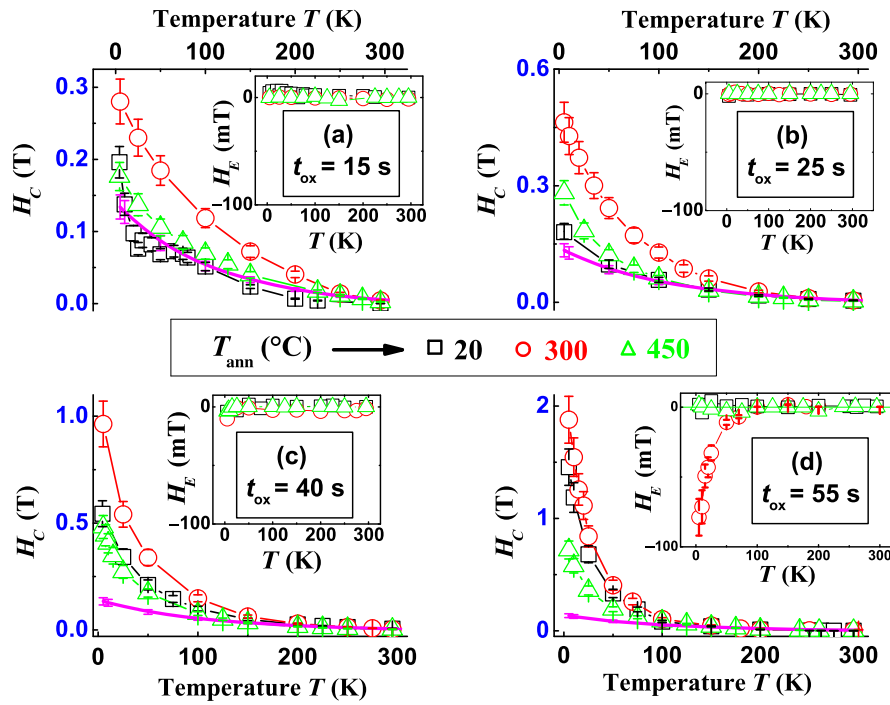 Temperature T (K)
Temperature T (K)
0 100 200 300
0 100 200 300
0.3
0.2
0.1
0.0
H_C (T)
0
−100
H_E (mT)
(a)
t_ox = 15 s
0 100 200 300
T (K)
0.6
0.3
0.0
H_C (T)
0
−100
H_E (mT)
(b)
t_ox = 25 s
0 100 200 300
T (K)
T_ann (°C) 20 300 450
1.0
0.5
0.0
H_C (T)
0
−100
H_E (mT)
(c)
t_ox = 40 s
0 100 200 300
T (K)
2
1
0
H_C (T)
0
−100
H_E (mT)
(d)
t_ox = 55 s
0 100 200 300
T (K)
0 100 200 300
0 100 200 300
Temperature T (K)
Temperature T (K)